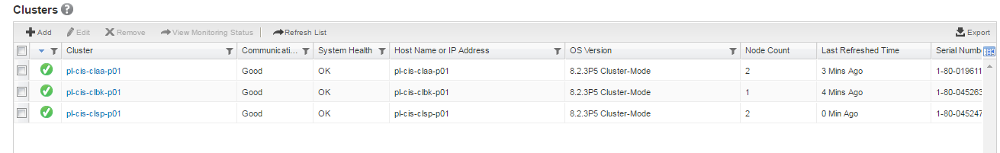 Clusters ?
Add Edit Remove View Monitoring Status Refresh List Export
Cluster Communicati... System Health Host Name or IP Address OS Version Node Count Last Refreshed Time Serial Numbe
pl-cis-claa-p01 Good OK pl-cis-claa-p01 8.2.3P5 Cluster-Mode 2 3 Mins Ago 1-80-019611
pl-cis-clbk-p01 Good OK pl-cis-clbk-p01 8.2.3P5 Cluster-Mode 1 4 Mins Ago 1-80-045263
pl-cis-clsp-p01 Good OK pl-cis-clsp-p01 8.2.3P5 Cluster-Mode 2 0 Min Ago 1-80-045247